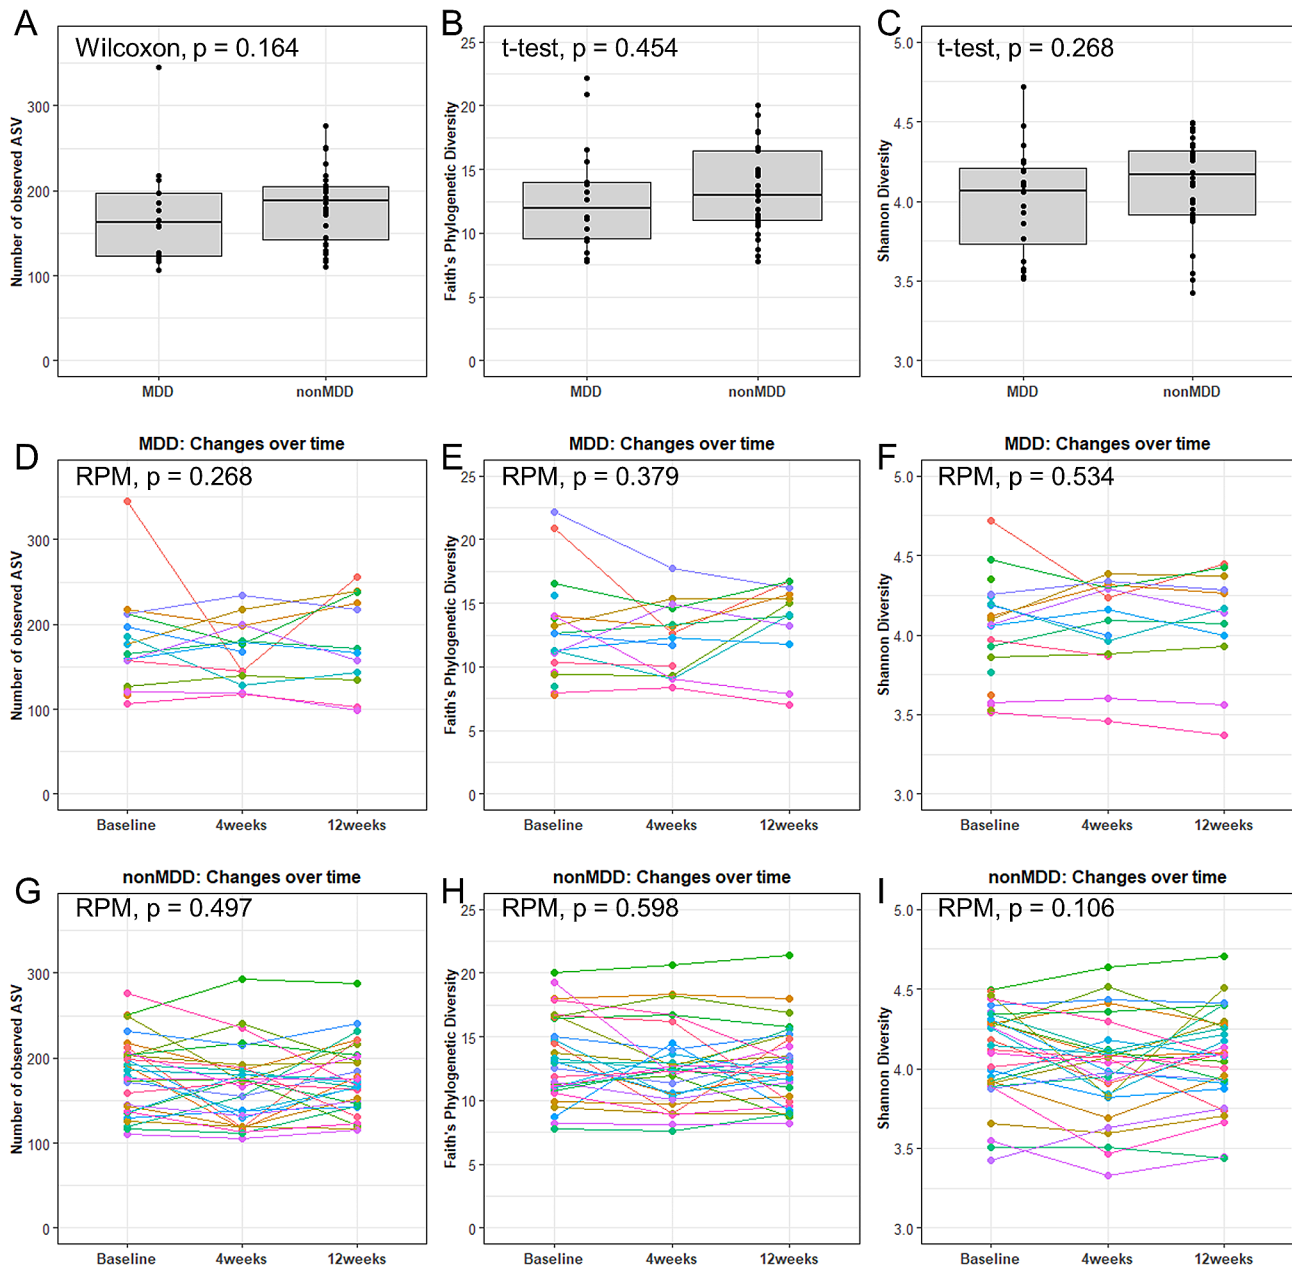 A
Wilcoxon, p = 0.164
Number of observed ASV
300
200
100
0
MDD
nonMDD
B
t-test, p = 0.454
Faith's Phylogenetic Diversity
25
20
15
10
5
0
MDD
nonMDD
C
t-test, p = 0.268
Shannon Diversity
5.0
4.5
4.0
3.5
3.0
MDD
nonMDD
D
MDD: Changes over time
RPM, p = 0.268
Number of observed ASV
300
200
100
0
Baseline
4weeks
12weeks
E
MDD: Changes over time
RPM, p = 0.379
Faith's Phylogenetic Diversity
25
20
15
10
5
0
Baseline
4weeks
12weeks
F
MDD: Changes over time
RPM, p = 0.534
Shannon Diversity
5.0
4.5
4.0
3.5
3.0
Baseline
4weeks
12weeks
G
nonMDD: Changes over time
RPM, p = 0.497
Number of observed ASV
300
200
100
0
Baseline
4weeks
12weeks
H
nonMDD: Changes over time
RPM, p = 0.598
Faith's Phylogenetic Diversity
25
20
15
10
5
0
Baseline
4weeks
12weeks
I
nonMDD: Changes over time
RPM, p = 0.106
Shannon Diversity
5.0
4.5
4.0
3.5
3.0
Baseline
4weeks
12weeks